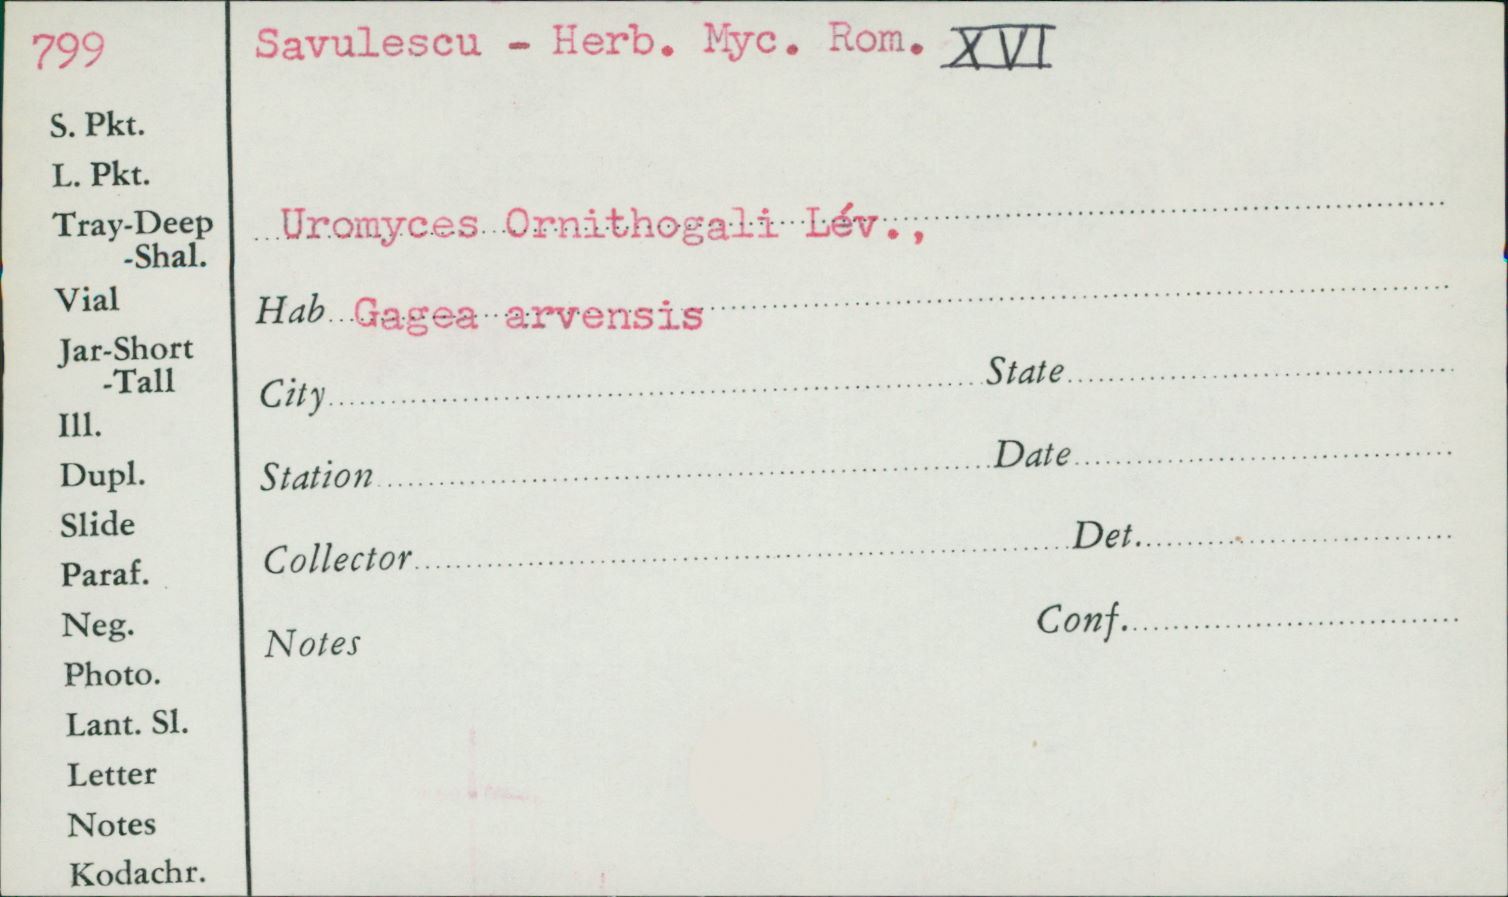 799
Savulescu - Herb. Myc. Rom. XVI
S. Pkt.
L. Pkt.
Tray-Deep
-Shal.
Vial
Jar-Short
-Tall
Ill.
Dupl.
Slide
Paraf.
Neg.
Photo.
Lant. Sl.
Letter
Notes
Kodachr.
Uromyces Ornithogali Lév.,
Hab Gagea arvensis
City State
Station Date
Collector Det.
Notes Conf.